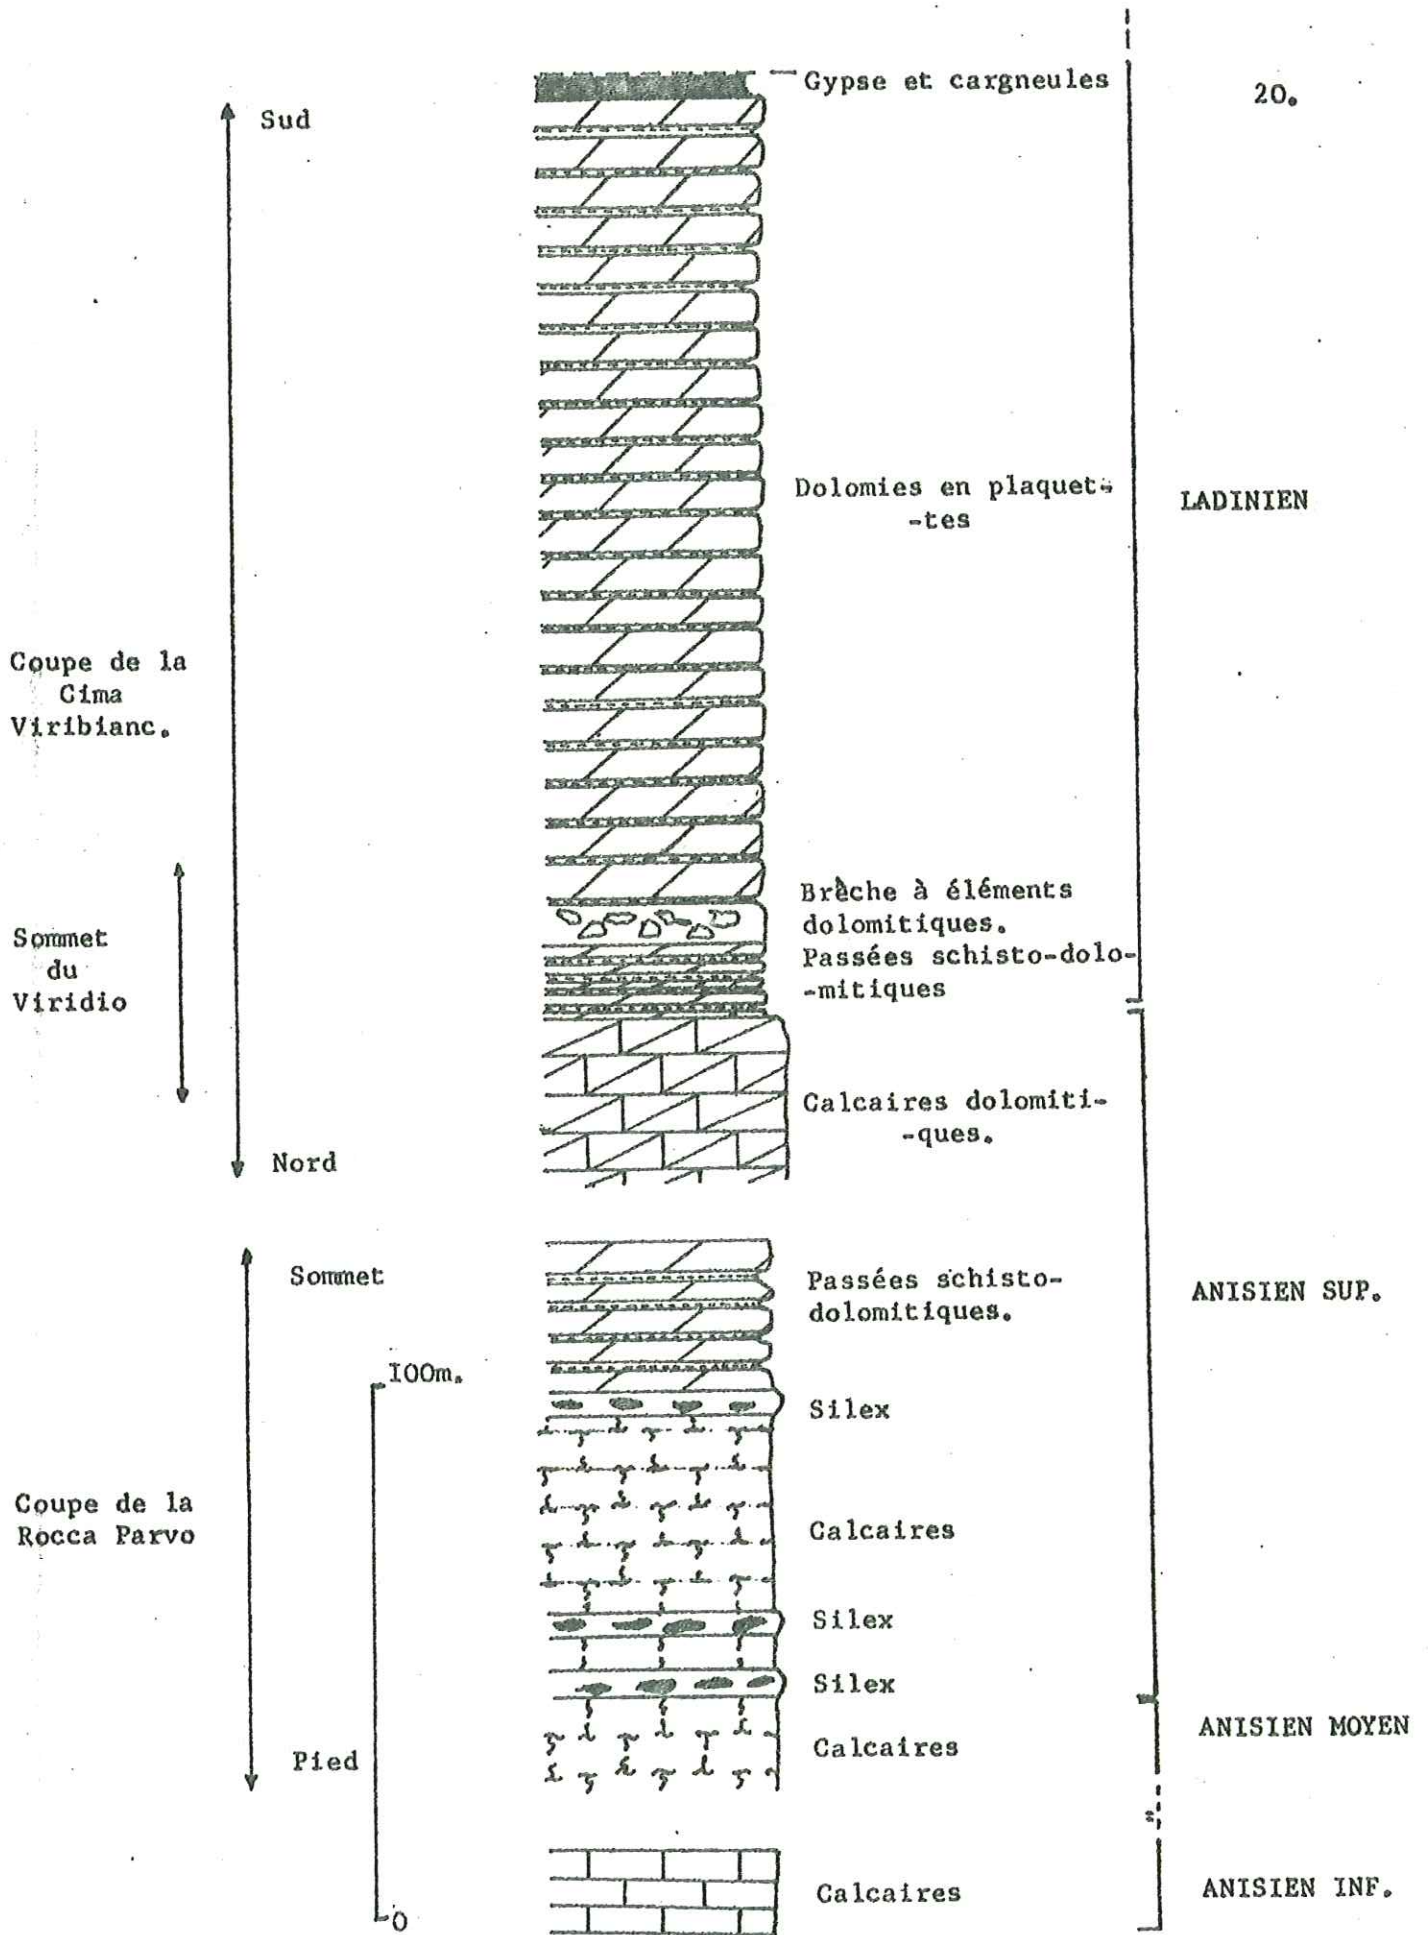 Gypse et cargneules
20.
Sud
Dolomies en plaquet-
-tes
LADINIEN
Coupe de la
Cima
Viribianc.
Brèche à éléments
dolomitiques.
Passées schisto-dolo-
-mitiques
Sommet
du
Viridio
Calcaires dolomiti-
-ques.
Nord
Sommet
Passées schisto-
dolomitiques.
ANISIEN SUP.
I00m.
Silex
Coupe de la
Rocca Parvo
Calcaires
Silex
Silex
ANISIEN MOYEN
Calcaires
Pied
Calcaires
ANISIEN INF.
0